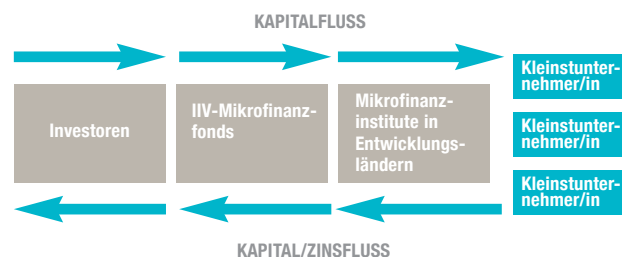 KAPITALFLUSS
Investoren
IIV-Mikrofinanz-
fonds
Mikrofinanz-
institute in
Entwicklungs-
ländern
Kleinstunter-
nehmer/in
Kleinstunter-
nehmer/in
Kleinstunter-
nehmer/in
KAPITAL/ZINSFLUSS